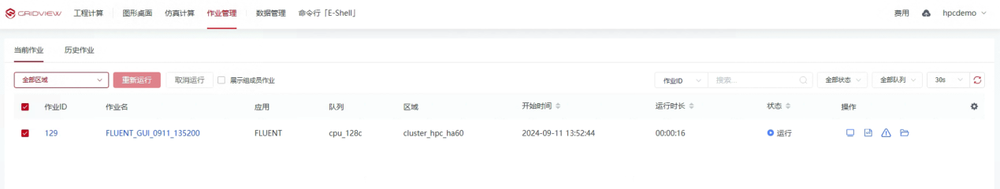 GRIDVIEW 工程计算 图形桌面 仿真计算 作业管理 数据管理 命令行「E-Shell」 费用 hpcdemo
当前作业 历史作业
全部区域 重新运行 取消运行 展示组成员作业 作业ID 搜索... 全部状态 全部队列 30s
作业ID 作业名 应用 队列 区域 开始时间 运行时长 状态 操作
129 FLUENT_GUI_0911_135200 FLUENT cpu_128c cluster_hpc_ha60 2024-09-11 13:52:44 00:00:16 运行